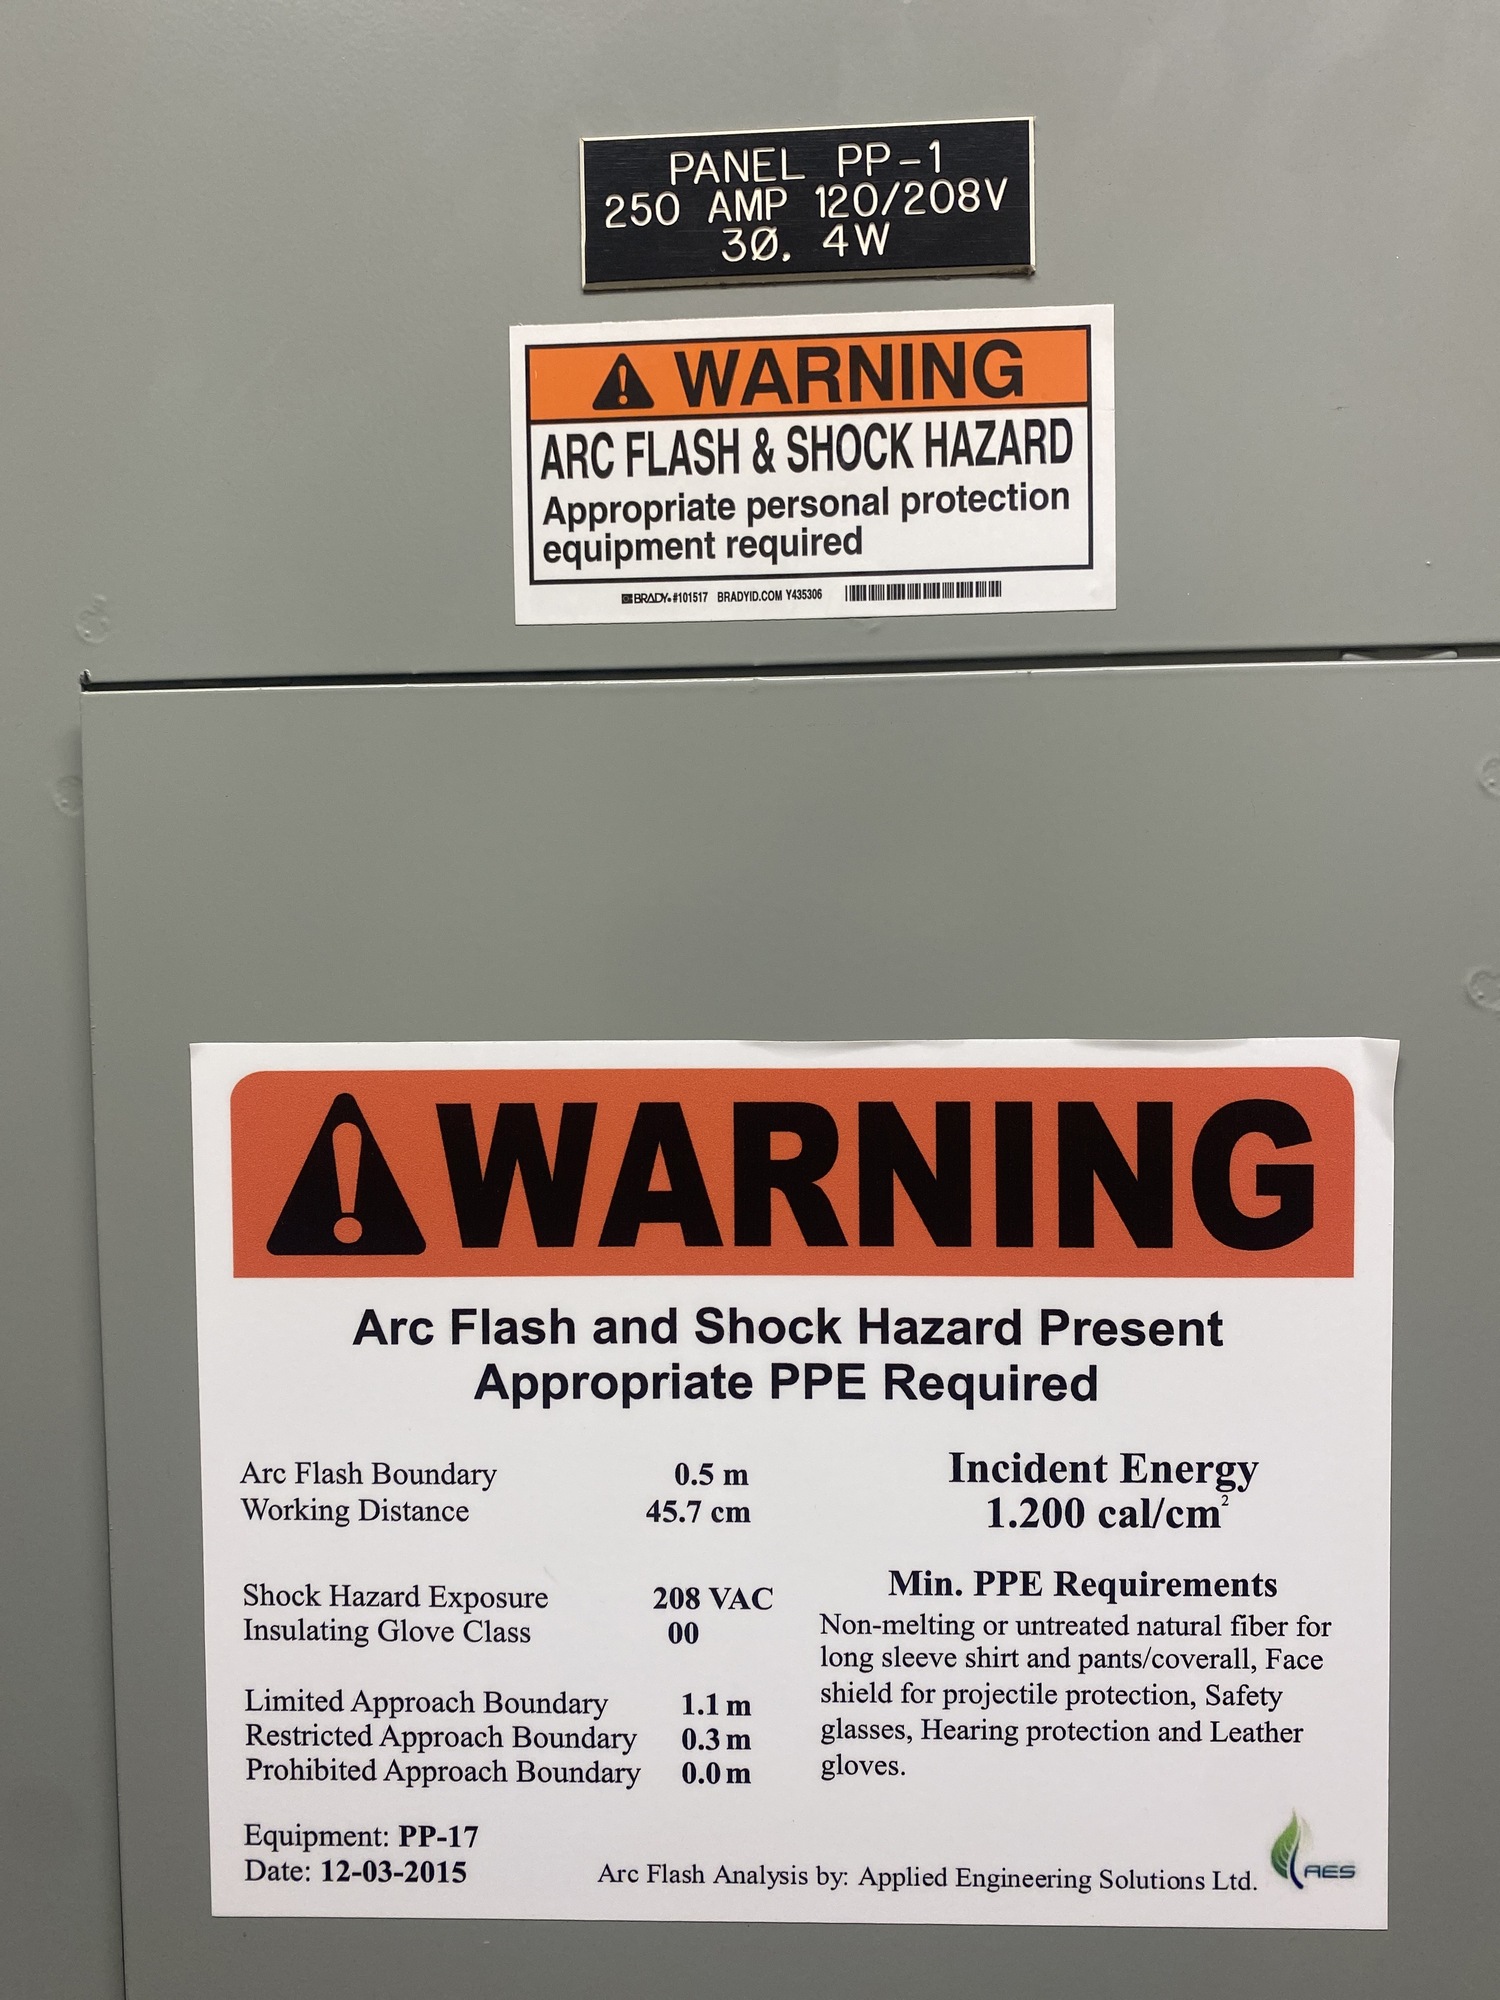 PANEL PP-1
250 AMP 120/208V
3Ø. 4W
WARNING
ARC FLASH & SHOCK HAZARD
Appropriate personal protection
equipment required
BRADY #101517 BRADYID.COM Y435306
WARNING
Arc Flash and Shock Hazard Present
Appropriate PPE Required
Arc Flash Boundary 0.5 m
Working Distance 45.7 cm
Incident Energy
1.200 cal/cm²
Shock Hazard Exposure 208 VAC
Insulating Glove Class 00
Limited Approach Boundary 1.1 m
Restricted Approach Boundary 0.3 m
Prohibited Approach Boundary 0.0 m
Min. PPE Requirements
Non-melting or untreated natural fiber for
long sleeve shirt and pants/coverall, Face
shield for projectile protection, Safety
glasses, Hearing protection and Leather
gloves.
Equipment: PP-17
Date: 12-03-2015
Arc Flash Analysis by: Applied Engineering Solutions Ltd.
AES